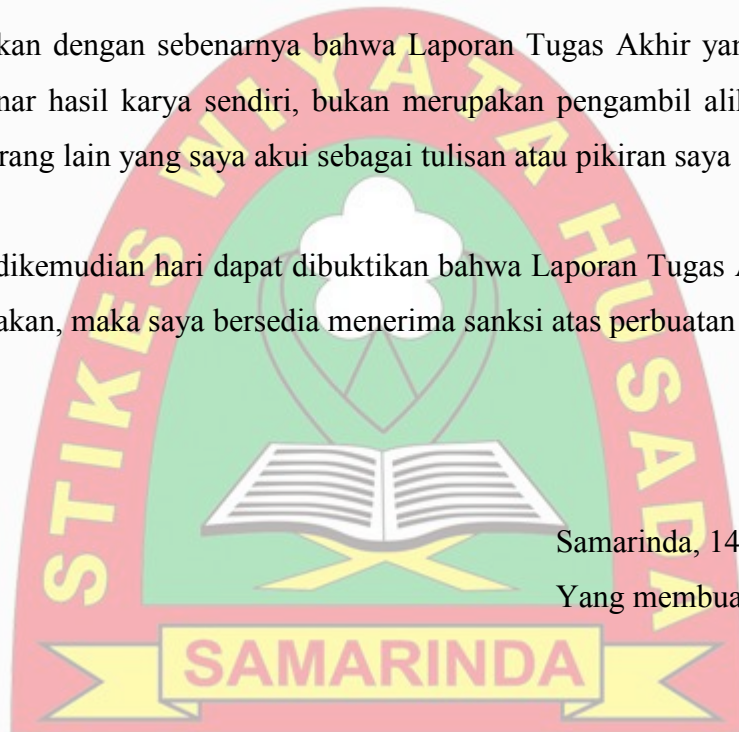 kan dengan sebenarnya bahwa Laporan Tugas Akhir yan
nar hasil karya sendiri, bukan merupakan pengambil alih
rang lain yang saya akui sebagai tulisan atau pikiran saya
dikemudian hari dapat dibuktikan bahwa Laporan Tugas A
akan, maka saya bersedia menerima sanksi atas perbuatan
Samarinda, 14
Yang membua
STIKES WIYATA HUSADA
SAMARINDA